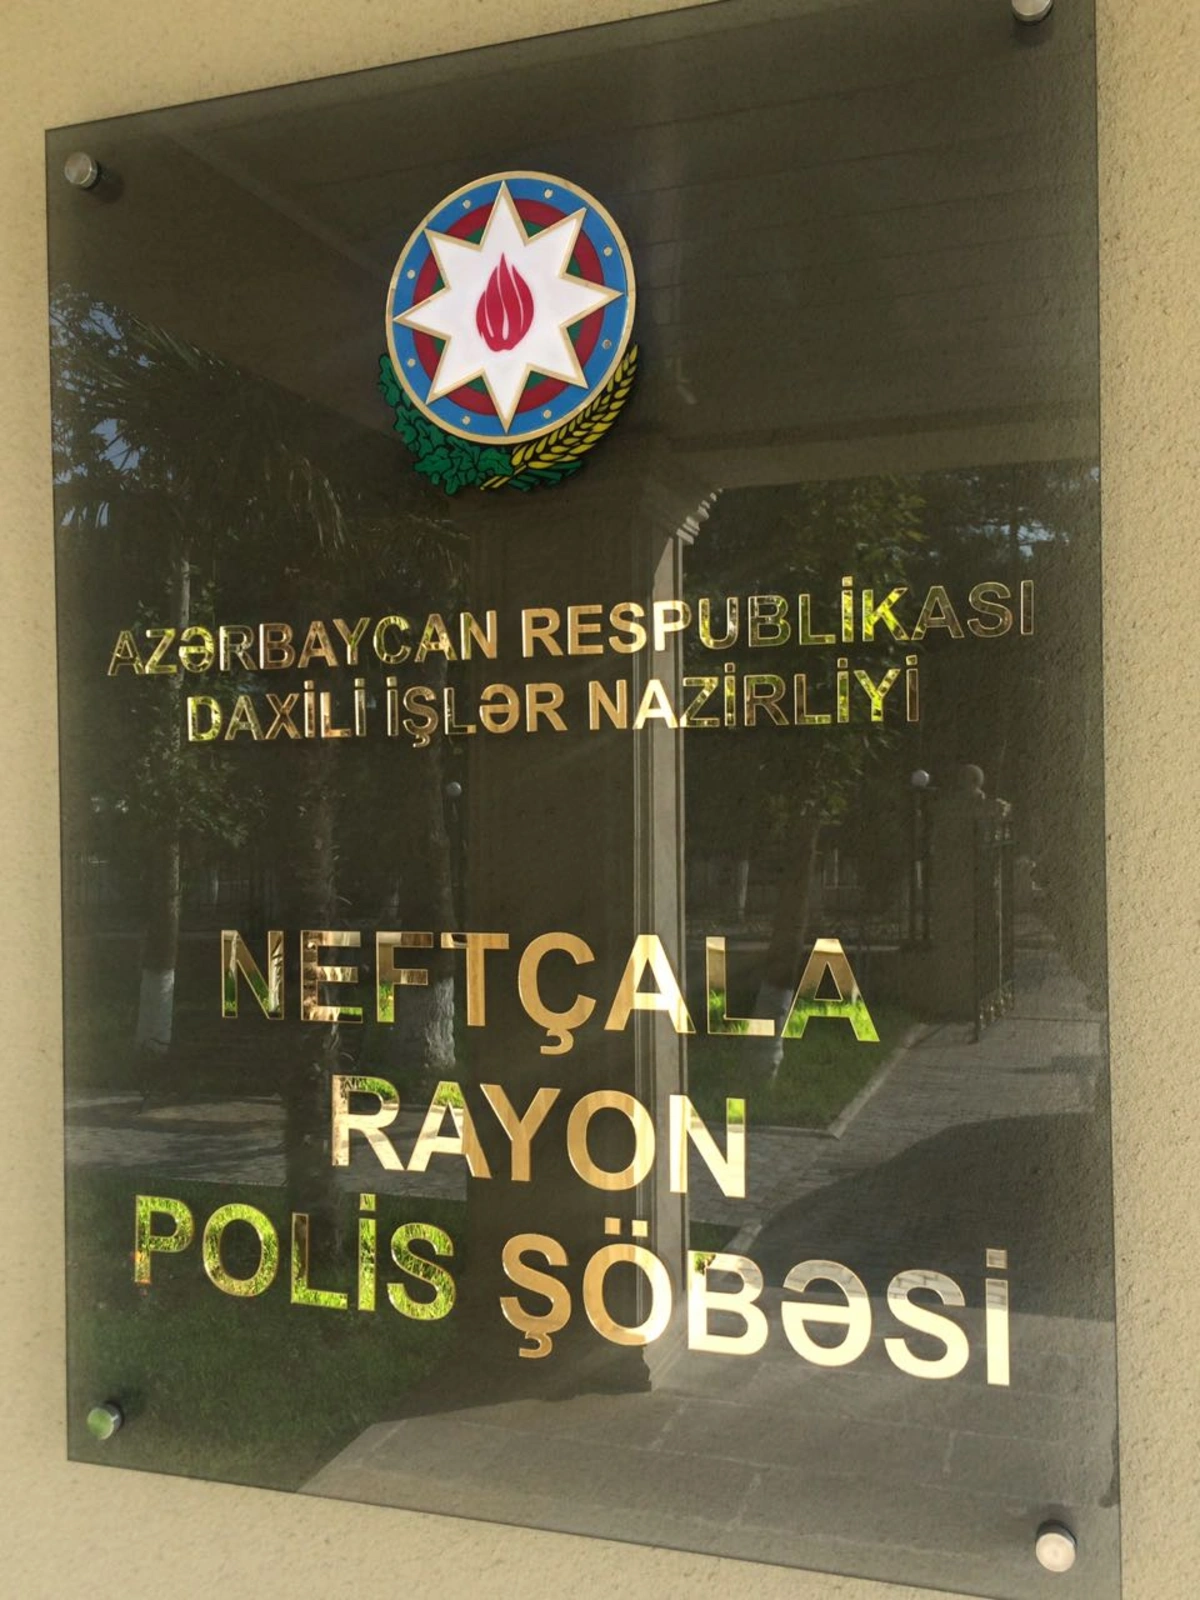 AZƏRBAYCAN RESPUBLİKASI
DAXİLİ İŞLƏR NAZİRLİYİ
NEFTÇALA
RAYON
POLİS ŞÖBƏSİ